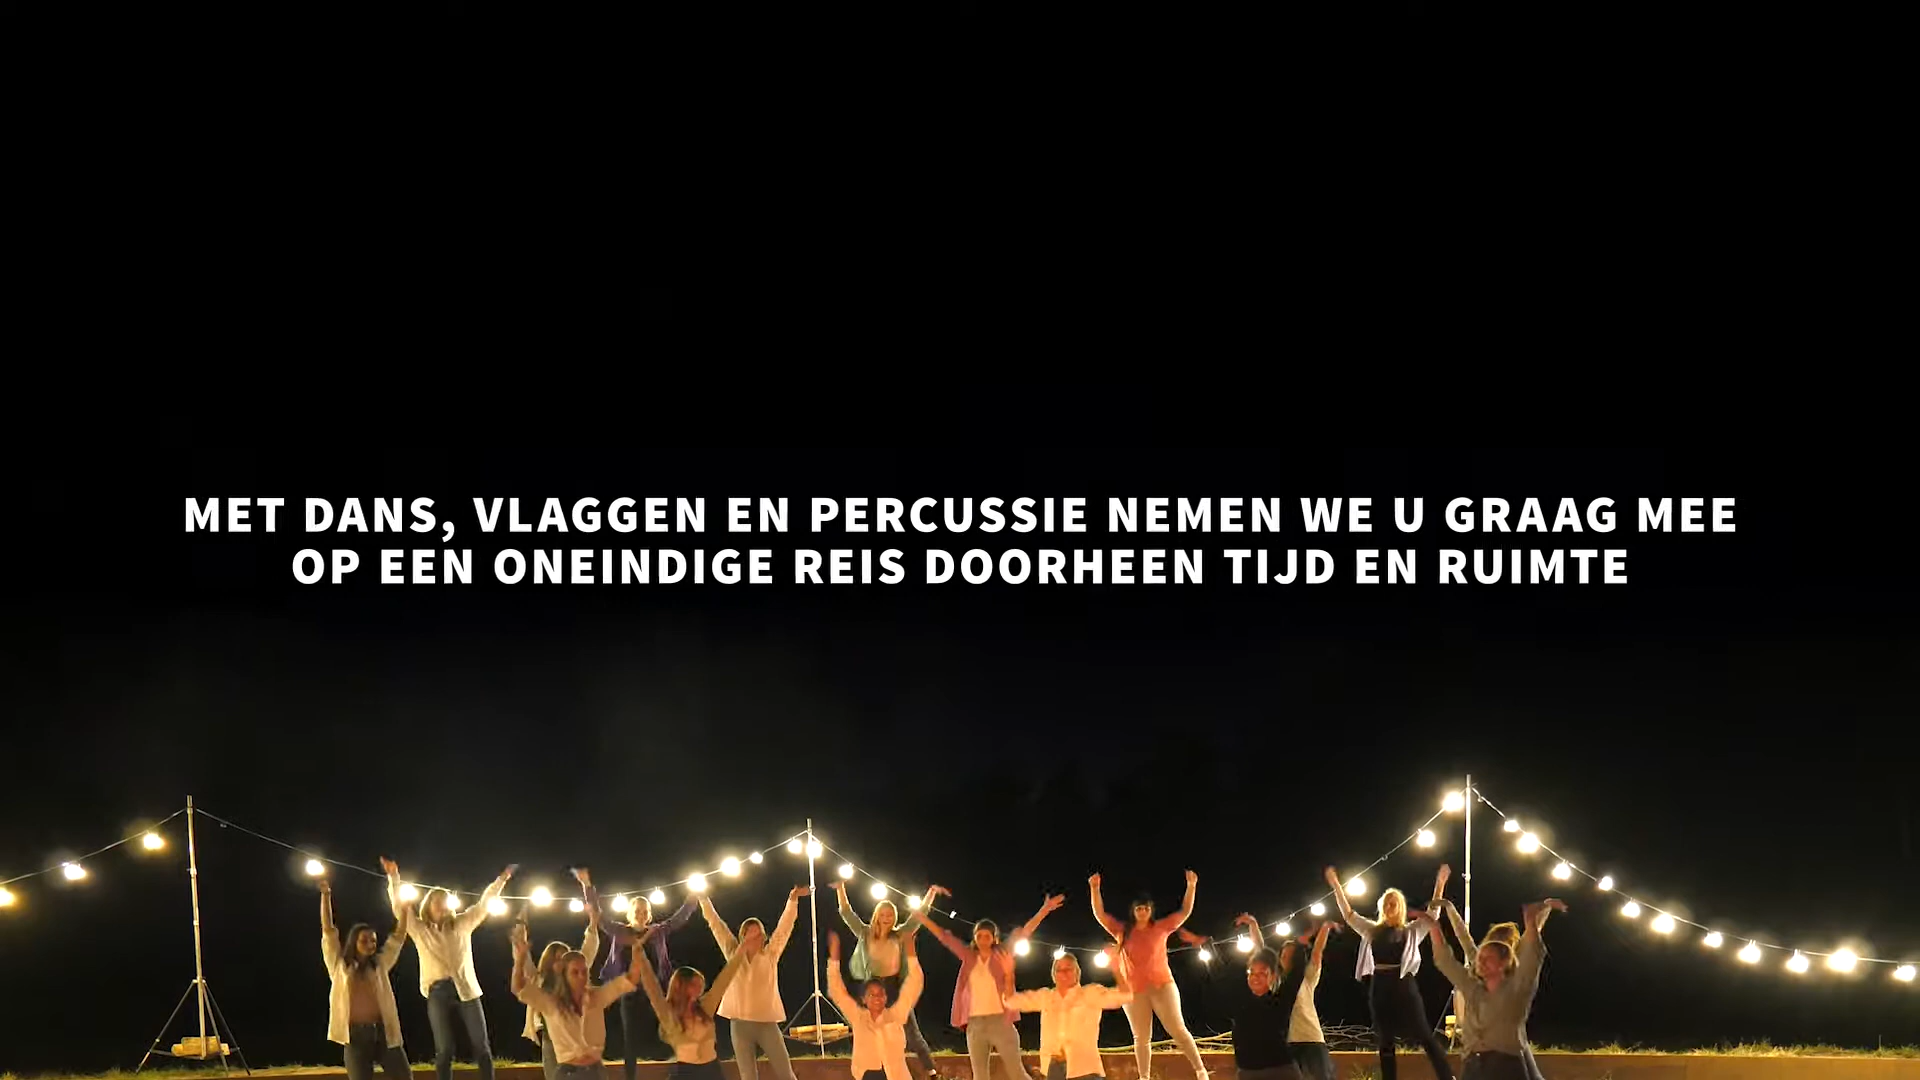 MET DANS, VLAGGEN EN PERCUSSIE NEMEN WE U GRAAG MEE
OP EEN ONEINDIGE REIS DOORHEEN TIJD EN RUIMTE